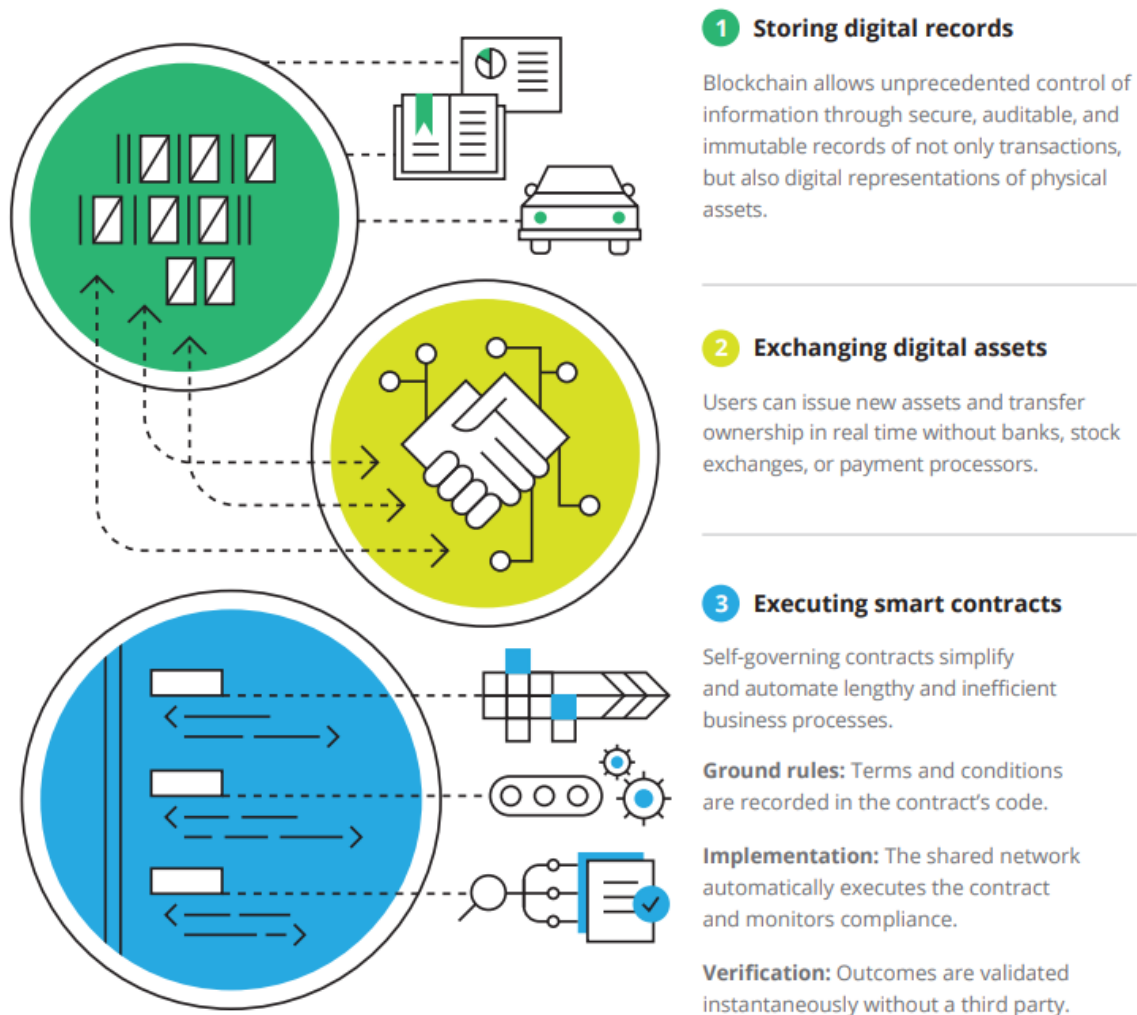 1 Storing digital records
Blockchain allows unprecedented control of
information through secure, auditable, and
immutable records of not only transactions,
but also digital representations of physical
assets.
2 Exchanging digital assets
Users can issue new assets and transfer
ownership in real time without banks, stock
exchanges, or payment processors.
3 Executing smart contracts
Self-governing contracts simplify
and automate lengthy and inefficient
business processes.
Ground rules: Terms and conditions
are recorded in the contract’s code.
Implementation: The shared network
automatically executes the contract
and monitors compliance.
Verification: Outcomes are validated
instantaneously without a third party.